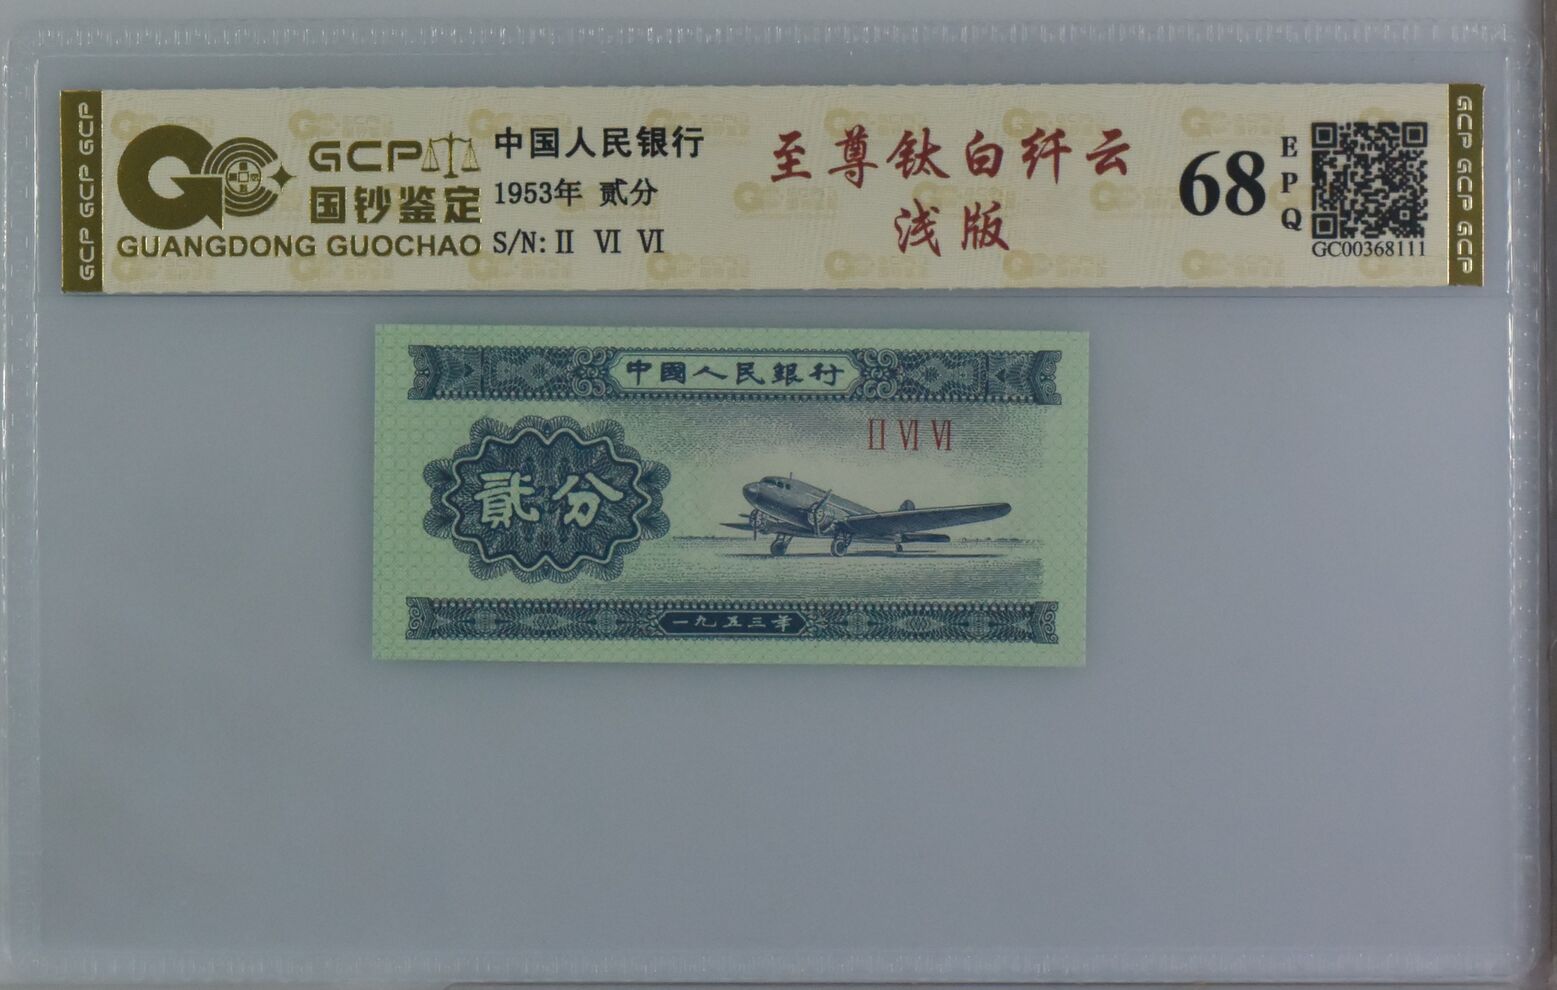 GCP GCP GCP
GCP
国钞鉴定
GUANGDONG GUOCHAO
中国人民银行
1953年 贰分
S/N: II VI VI
至尊钛白纤云
浅版
68
EPQ
GC00368111
GCP GCP GCP
中國人民銀行
II VI VI
貳分
一九五三年